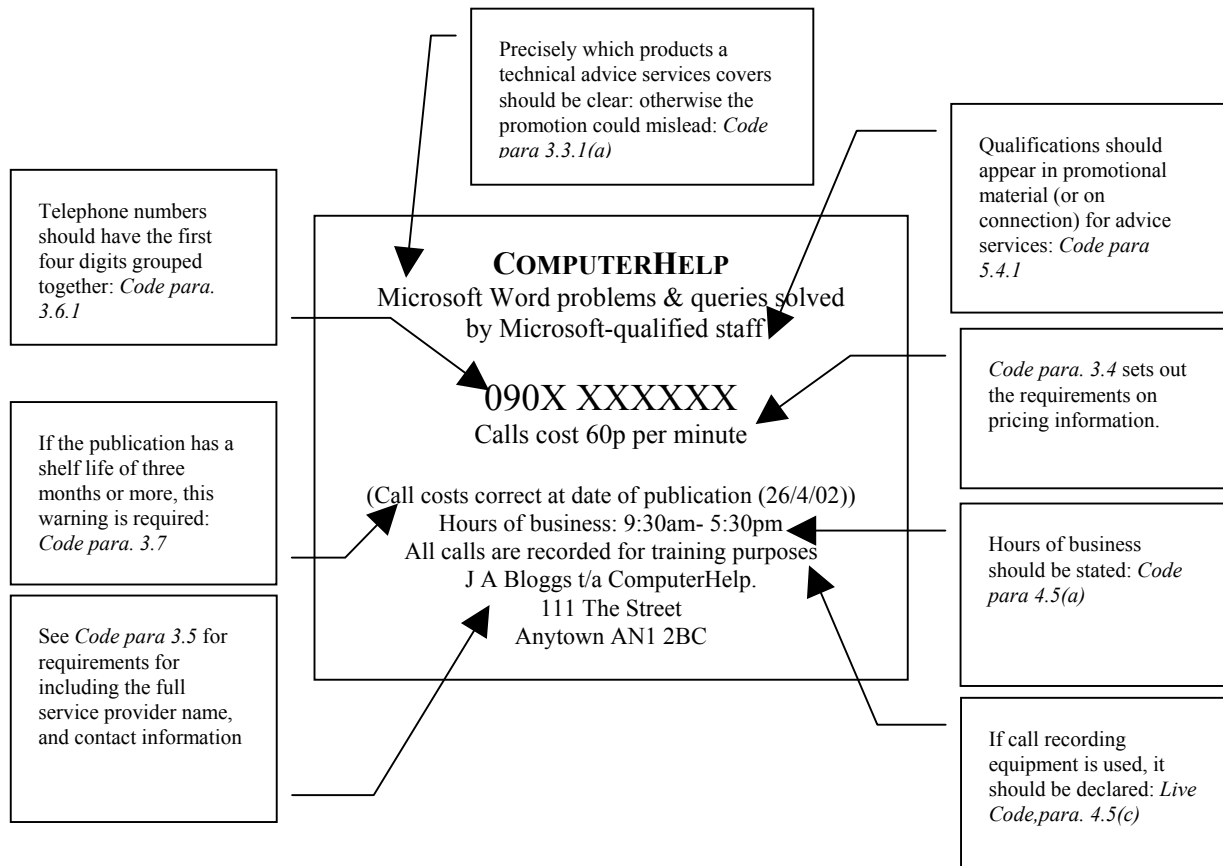 Precisely which products a
technical advice services covers
should be clear: otherwise the
promotion could mislead: Code
para 3.3.1(a)
Qualifications should
appear in promotional
material (or on
connection) for advice
services: Code para
5.4.1
Telephone numbers
should have the first
four digits grouped
together: Code para.
3.6.1
COMPUTERHELP
Microsoft Word problems & queries solved
by Microsoft-qualified staff
090X XXXXXX
Calls cost 60p per minute
(Call costs correct at date of publication (26/4/02))
Hours of business: 9:30am- 5:30pm
All calls are recorded for training purposes
J A Bloggs t/a ComputerHelp.
111 The Street
Anytown AN1 2BC
Code para. 3.4 sets out
the requirements on
pricing information.
If the publication has a
shelf life of three
months or more, this
warning is required:
Code para. 3.7
Hours of business
should be stated: Code
para 4.5(a)
See Code para 3.5 for
requirements for
including the full
service provider name,
and contact information
If call recording
equipment is used, it
should be declared: Live
Code,para. 4.5(c)